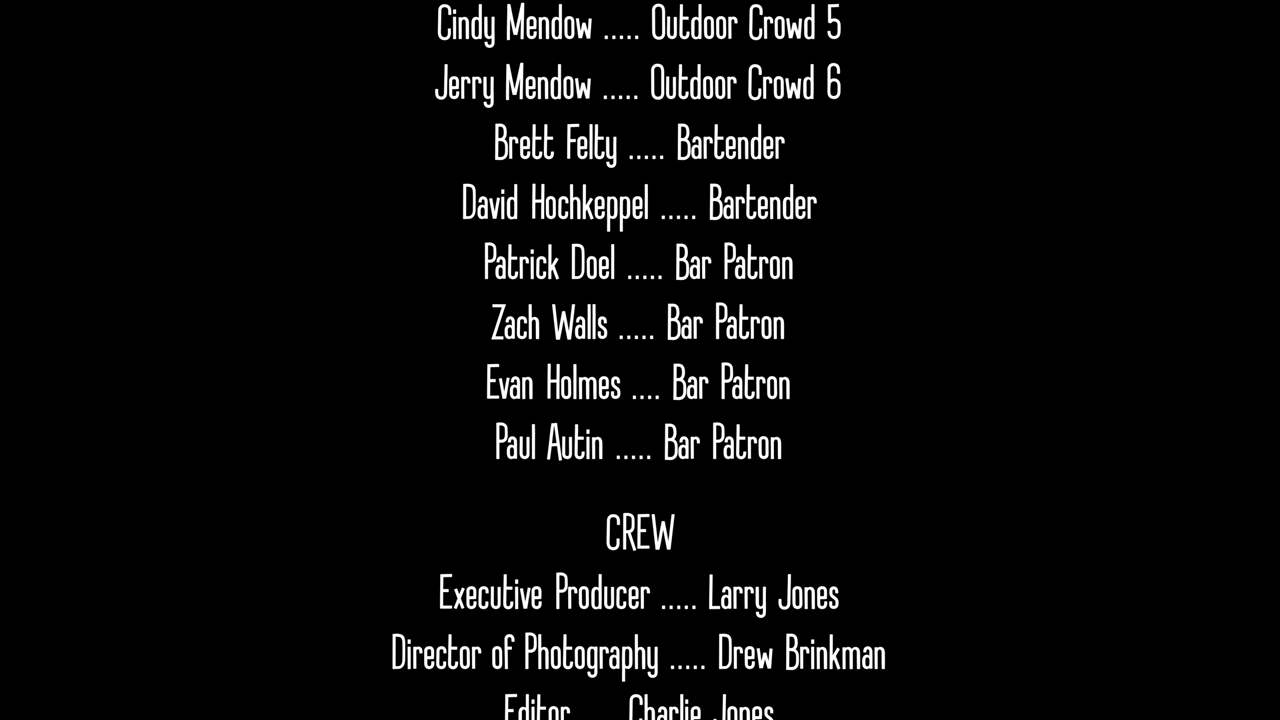 Cindy Mendow ..... Outdoor Crowd 5
Jerry Mendow ..... Outdoor Crowd 6
Brett Felty ..... Bartender
David Hochkeppel ..... Bartender
Patrick Doel ..... Bar Patron
Zach Walls ..... Bar Patron
Evan Holmes .... Bar Patron
Paul Autin ..... Bar Patron
CREW
Executive Producer ..... Larry Jones
Director of Photography ..... Drew Brinkman
Editor ..... Charlie Jones